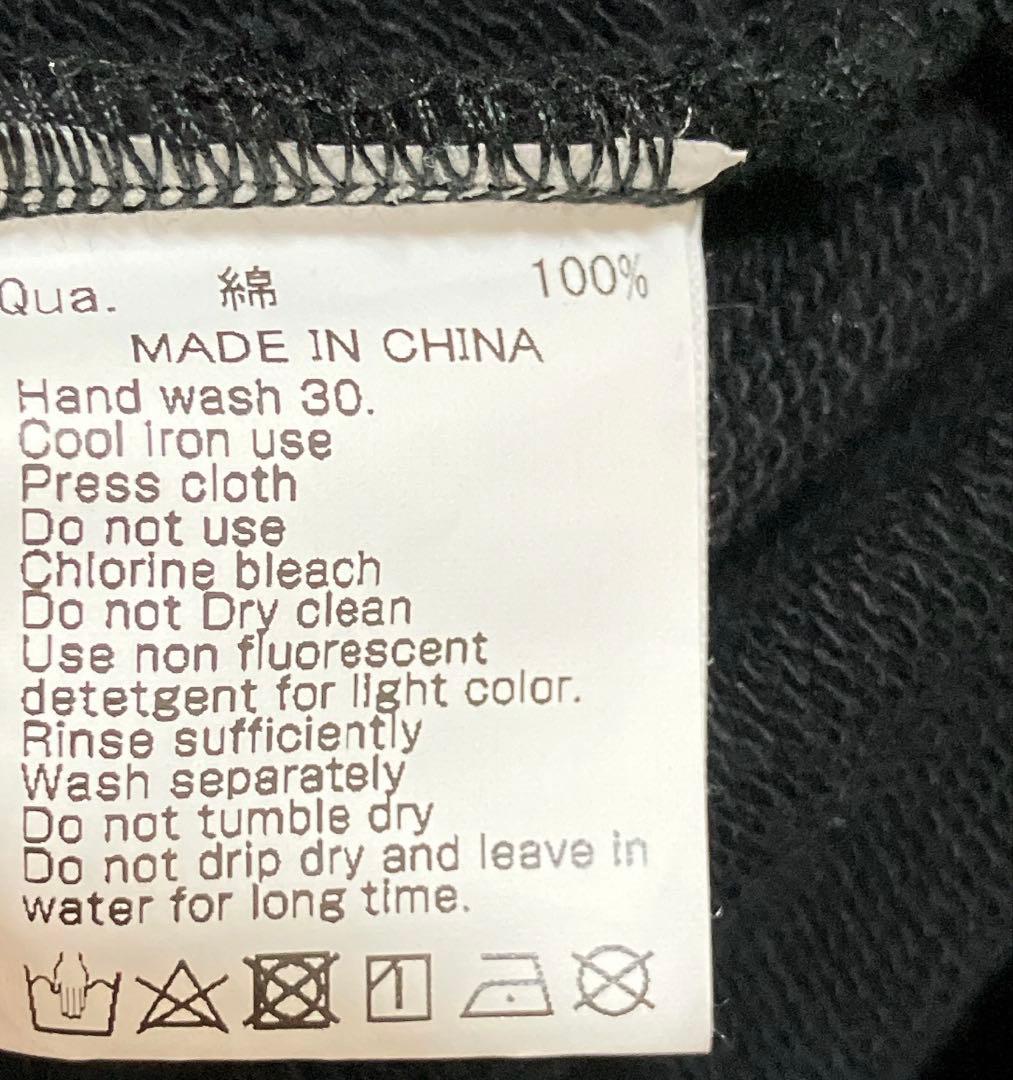 Qua. 綿 100%
MADE IN CHINA
Hand wash 30.
Cool iron use
Press cloth
Do not use
Chlorine bleach
Do not Dry clean
Use non fluorescent
detetgent for light color.
Rinse sufficiently
Wash separately
Do not tumble dry
Do not drip dry and leave in
water for long time.